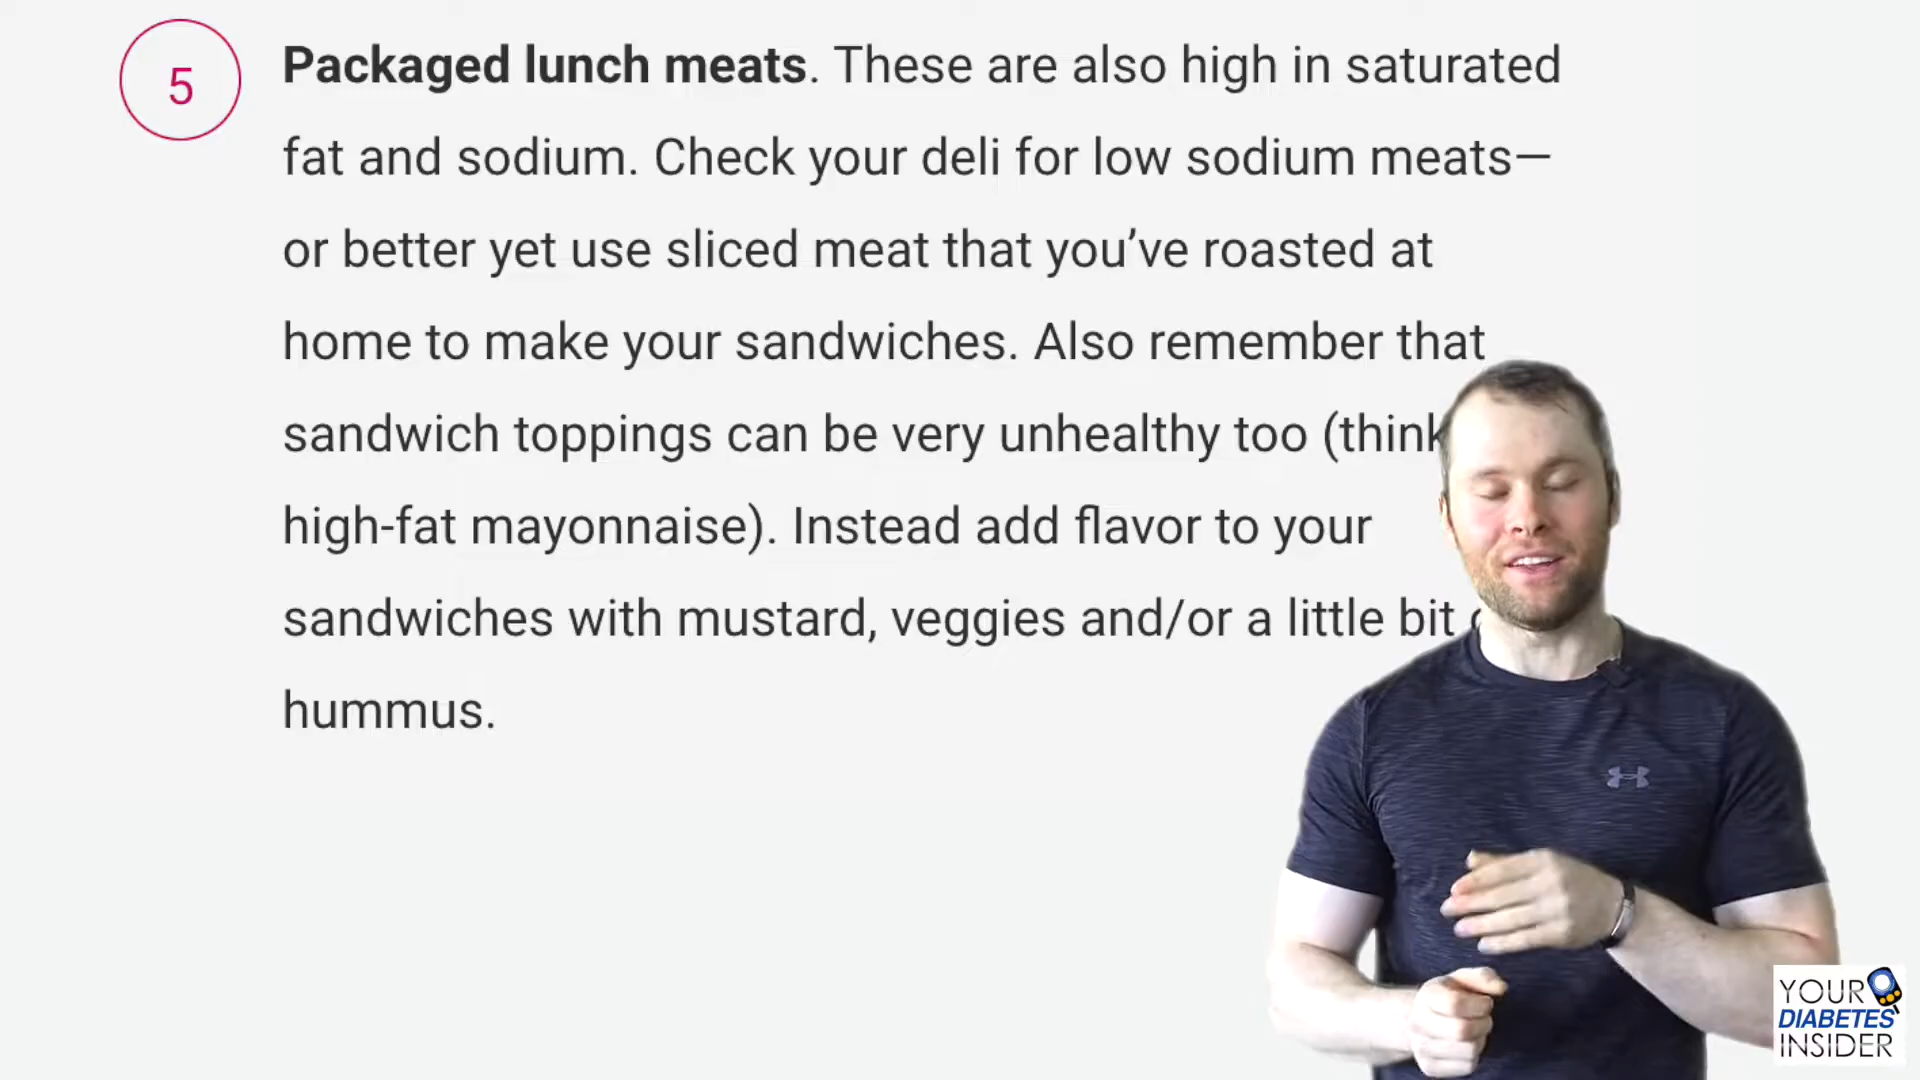 5
Packaged lunch meats. These are also high in saturated
fat and sodium. Check your deli for low sodium meats—
or better yet use sliced meat that you’ve roasted at
home to make your sandwiches. Also remember that
sandwich toppings can be very unhealthy too (think
high-fat mayonnaise). Instead add flavor to your
sandwiches with mustard, veggies and/or a little bit
hummus.
YOUR
DIABETES
INSIDER